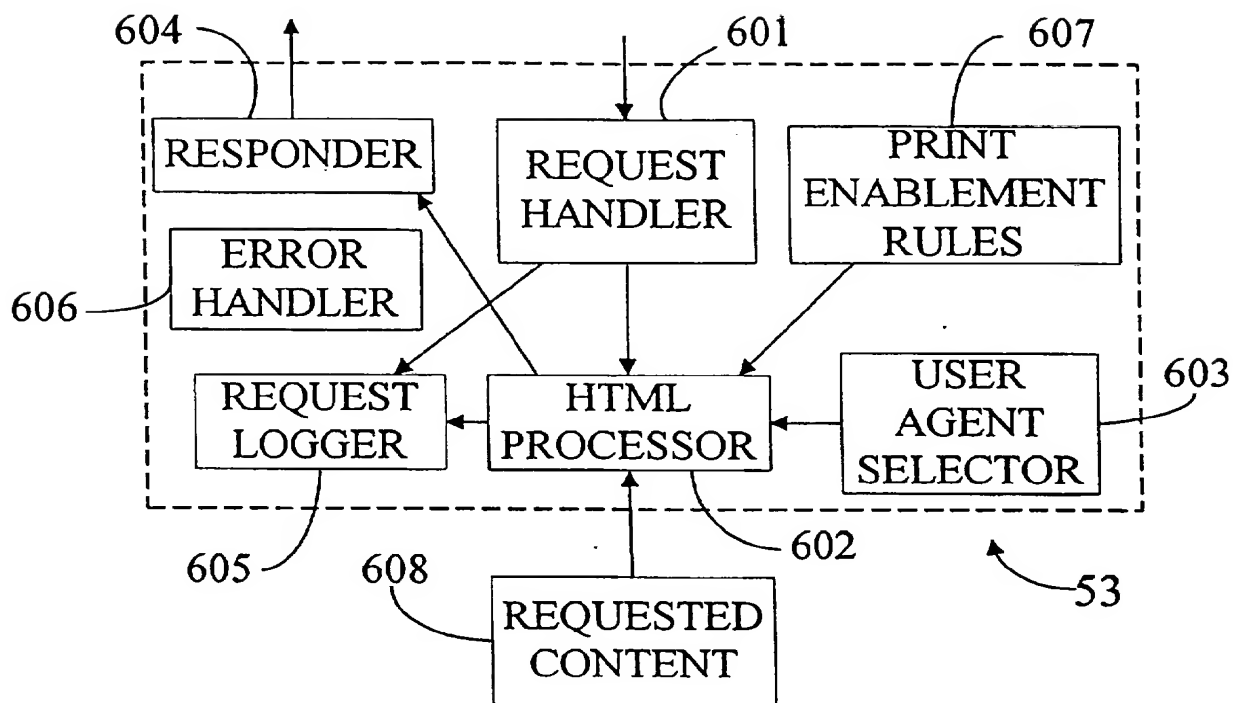 604
601
607
RESPONDER
REQUEST
HANDLER
PRINT
ENABLEMENT
RULES
ERROR
HANDLER
606
REQUEST
LOGGER
HTML
PROCESSOR
USER
AGENT
SELECTOR
603
605
608
602
53
REQUESTED
CONTENT